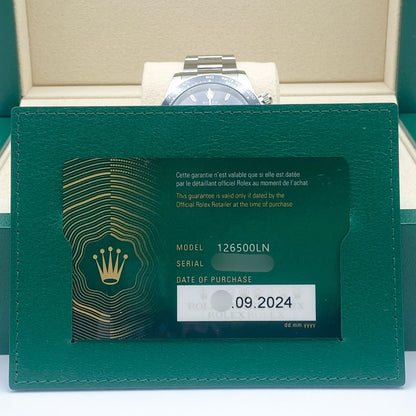 Cette garantie n'est valable que si elle est datée
par le détaillant officiel Rolex au moment de l'achat
This guarantee is valid only if dated by the
Official Rolex Retailer at the time of purchase
MODEL 126500LN
SERIAL
DATE OF PURCHASE
.09.2024
ROLEX
dd.mm.yyyy